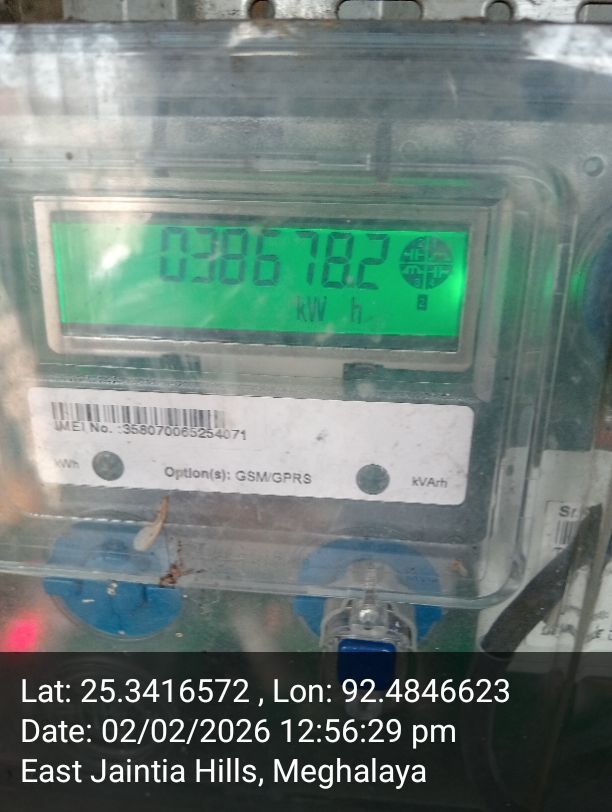 038678.2
kW h
IMEI No. :358070065254071
kWh
Option(s): GSM/GPRS
kVArh
Lat: 25.3416572 , Lon: 92.4846623
Date: 02/02/2026 12:56:29 pm
East Jaintia Hills, Meghalaya